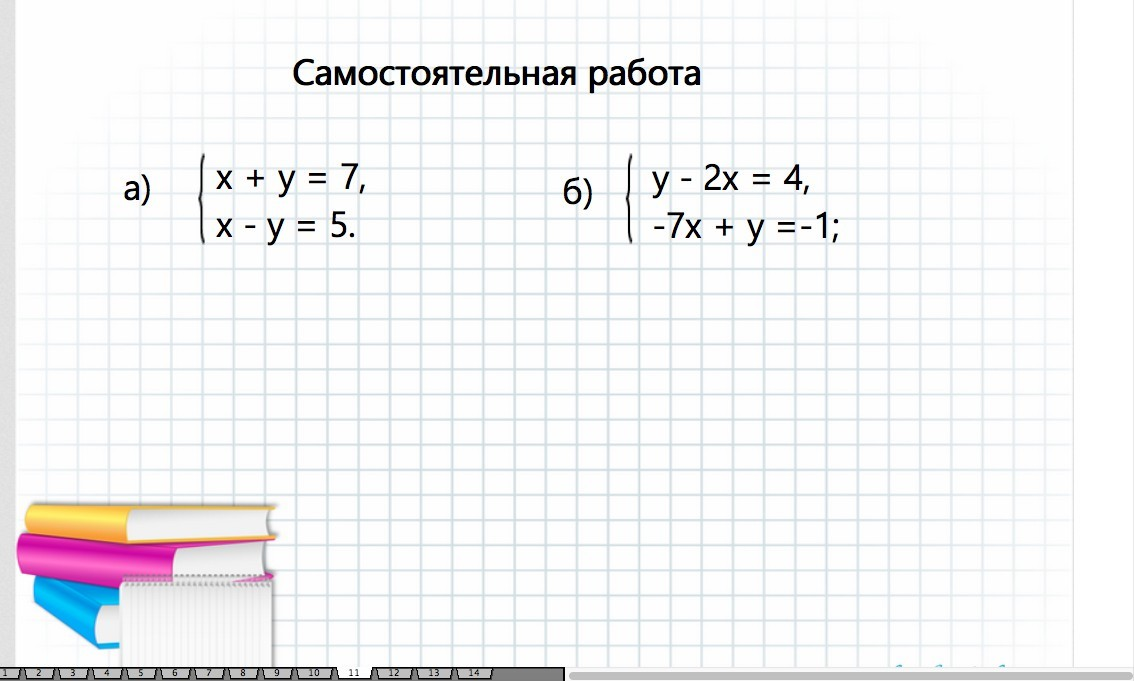 Самостоятельная работа
а)
x + y = 7,
x - y = 5.
б)
y - 2x = 4,
-7x + y =-1;
1 2 3 4 5 6 7 8 9 10 11 12 13 14